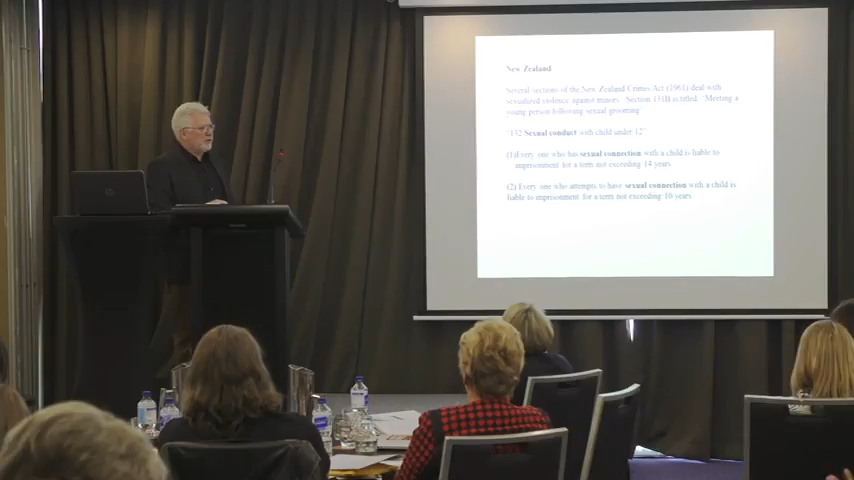 New Zealand
Several sections of the New Zealand Crimes Act (1961) deal with
sexualized violence against minors. Section 131B is titled: "Meeting a
young person following sexual grooming"
"132 Sexual conduct with child under 12"
(1)Every one who has sexual connection with a child is liable to
imprisonment for a term not exceeding 14 years
(2) Every one who attempts to have sexual connection with a child is
liable to imprisonment for a term not exceeding 10 years